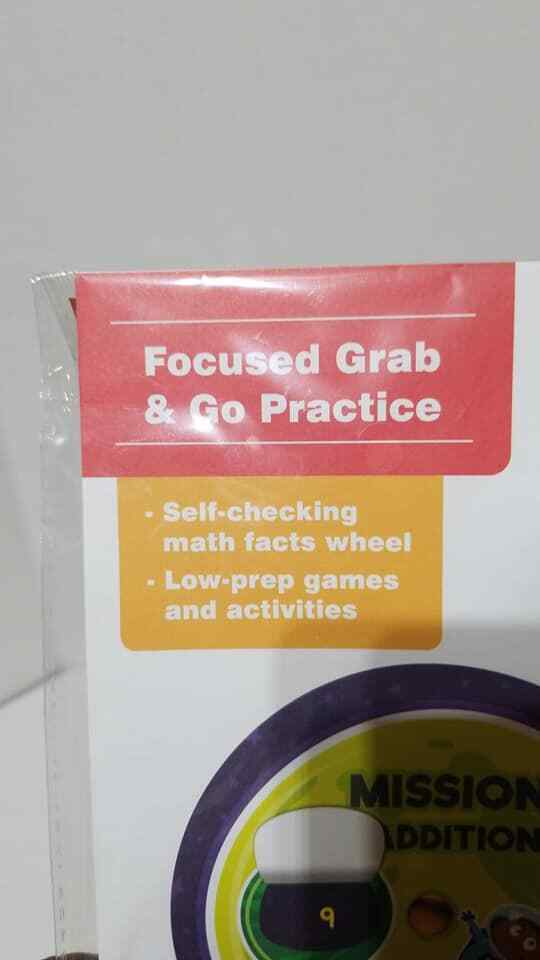 Focused Grab
& Go Practice
- Self-checking
math facts wheel
- Low-prep games
and activities
MISSION
ADDITION
9